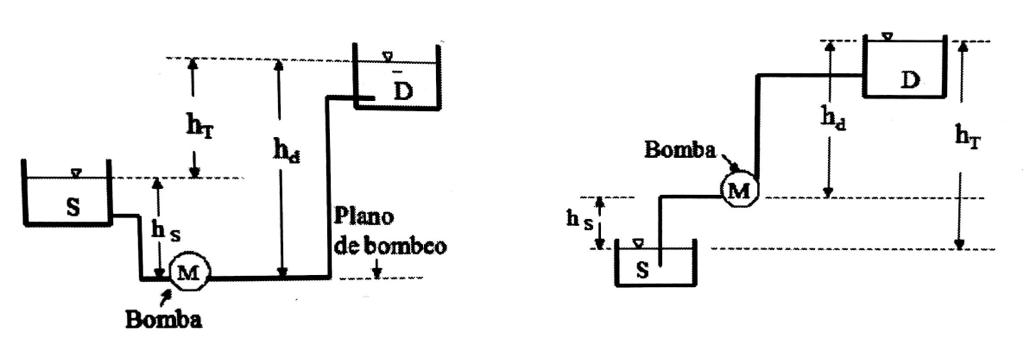 h_T
h_d
D
S
h_S
Plano
de bombeo
M
Bomba
D
h_d
h_T
Bomba
M
h_S
S